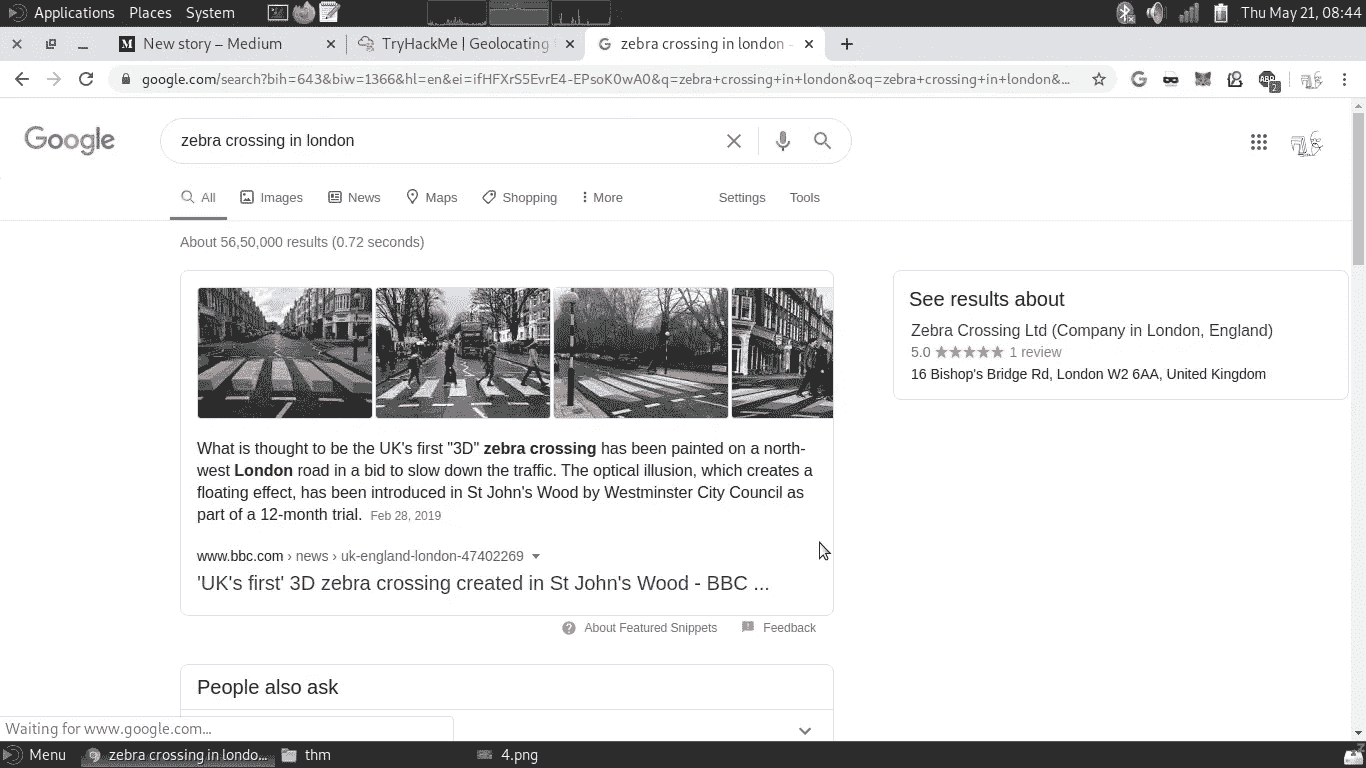 Applications Places System Thu May 21, 08:44
New story – Medium TryHackMe | Geolocating zebra crossing in london -
google.com/search?bih=643&biw=1366&hl=en&ei=ifHFXrS5EvrE4-EPsoK0wA0&q=zebra+crossing+in+london&oq=zebra+crossing+in+london&...
ABP
2
Google zebra crossing in london
All Images News Maps Shopping More Settings Tools
About 56,50,000 results (0.72 seconds)
See results about
Zebra Crossing Ltd (Company in London, England)
5.0 ★★★★★ 1 review
16 Bishop's Bridge Rd, London W2 6AA, United Kingdom
What is thought to be the UK's first "3D" zebra crossing has been painted on a north-
west London road in a bid to slow down the traffic. The optical illusion, which creates a
floating effect, has been introduced in St John's Wood by Westminster City Council as
part of a 12-month trial. Feb 28, 2019
www.bbc.com › news › uk-england-london-47402269
'UK's first' 3D zebra crossing created in St John's Wood - BBC ...
About Featured Snippets Feedback
People also ask
Waiting for www.google.com...
Menu zebra crossing in londo... thm 4.png